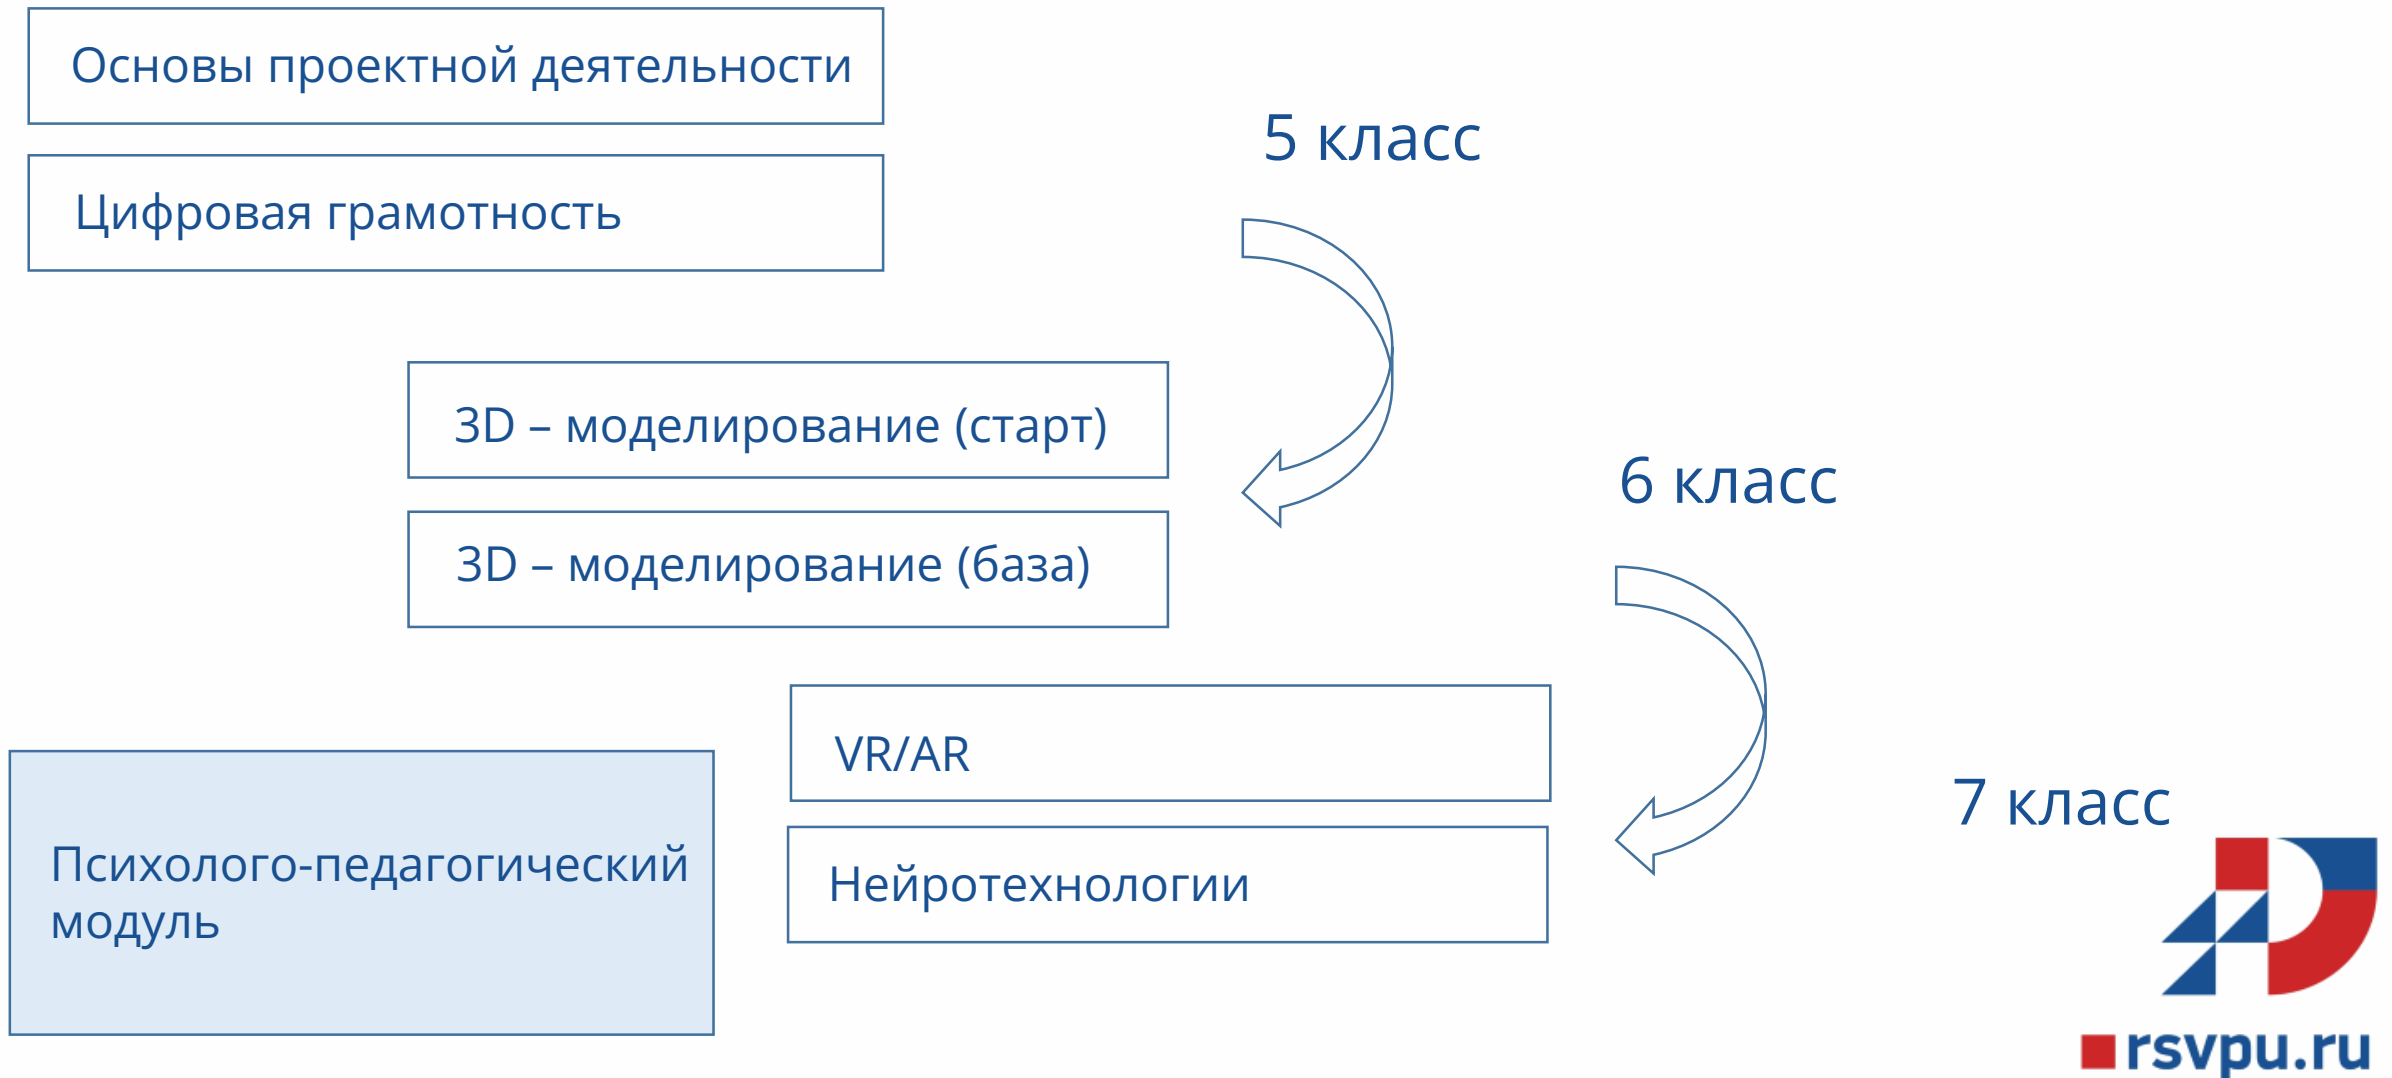 Основы проектной деятельности
5 класс
Цифровая грамотность
3D – моделирование (старт)
6 класс
3D – моделирование (база)
VR/AR
7 класс
Психолого-педагогический
модуль
Нейротехнологии
rsvpu.ru